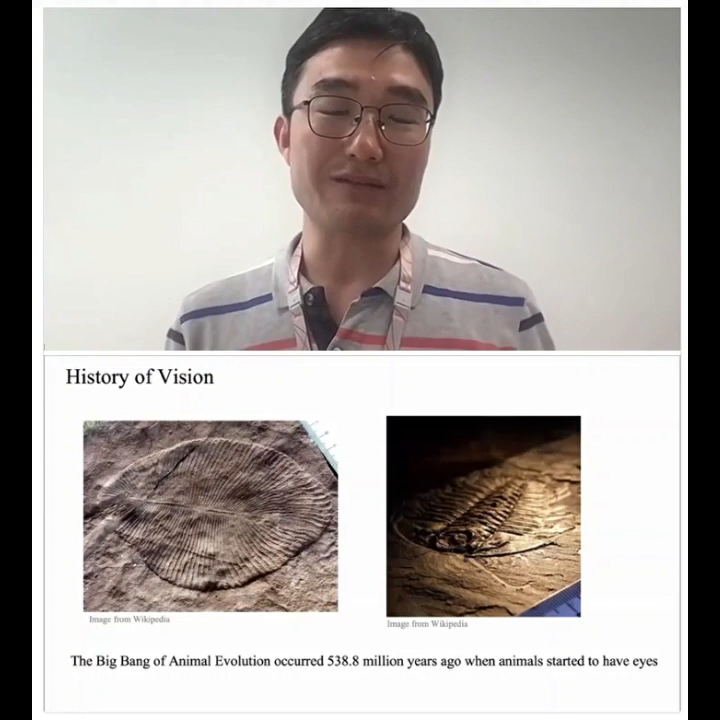 History of Vision
Image from Wikipedia
Image from Wikipedia
The Big Bang of Animal Evolution occurred 538.8 million years ago when animals started to have eyes